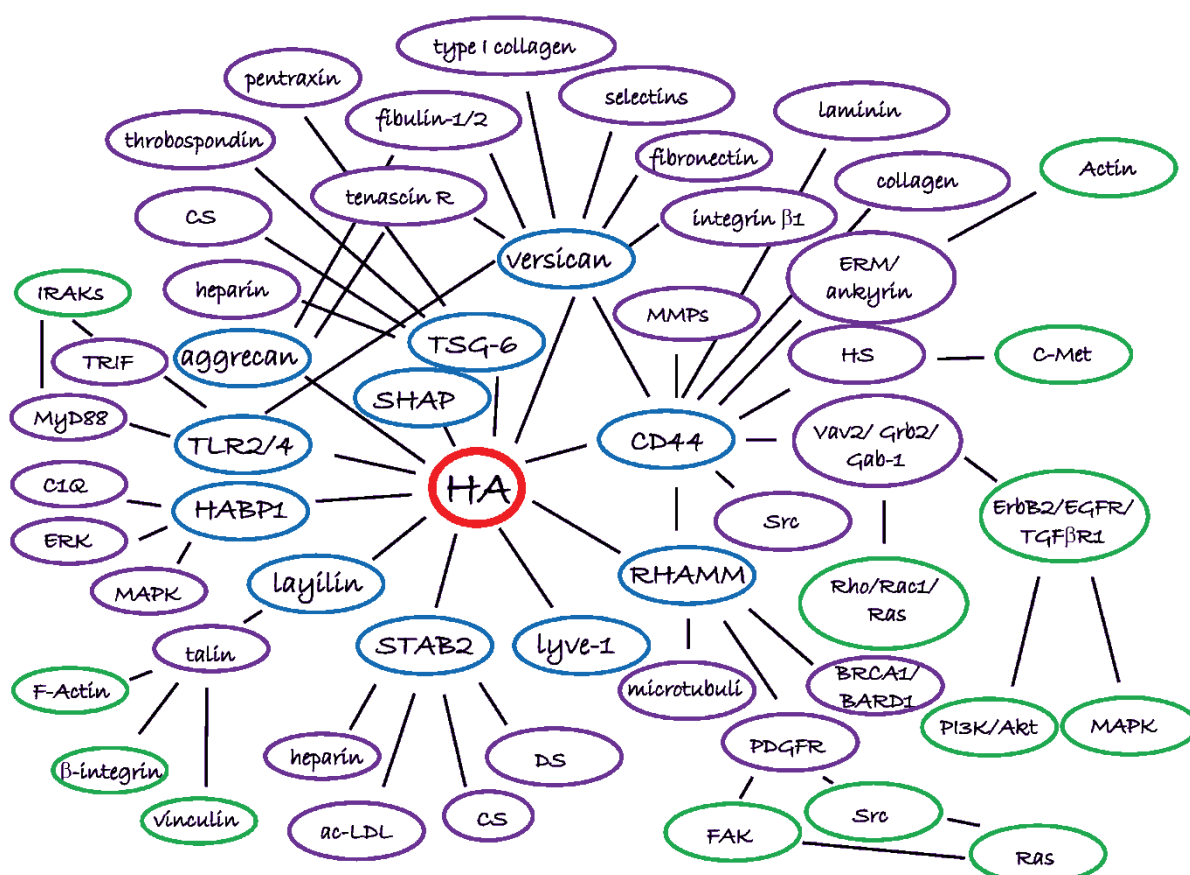 type I collagen
pentraxin
selectins
laminin
fibulin-1/2
throbospondin
fibronectin
Actin
collagen
tenascin R
CS
integrin β1
versican
ERM/
ankyrin
heparin
IRAKs
MMPs
TSG-6
aggrecan
TRIF
HS
C-Met
SHAP
MyD88
TLR2/4
CD44
Vav2/ Grb2/
Gab-1
HA
C1Q
HABP1
ErbB2/EGFR/
TGFβR1
Src
ERK
layilin
RHAMM
MAPK
Rho/Rac1/
Ras
STAB2
lyve-1
talin
F-Actin
microtubuli
BRCA1/
BARD1
PI3K/Akt
MAPK
PDGFR
heparin
DS
β-integrin
vinculin
ac-LDL
CS
Src
FAK
Ras